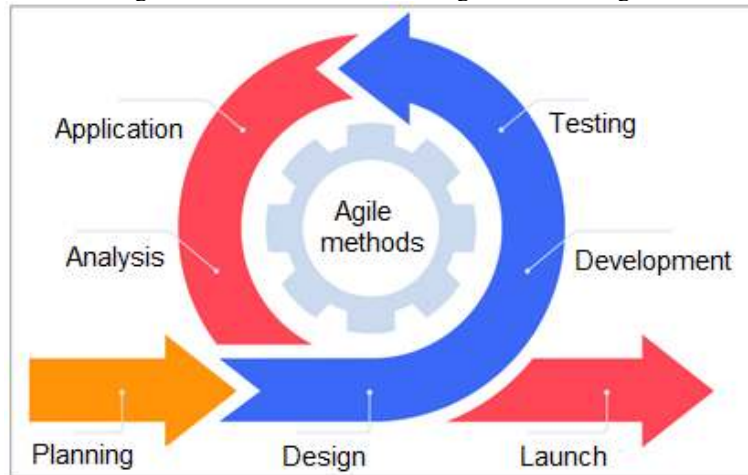 Application
Testing
Agile
methods
Analysis
Development
Planning
Design
Launch